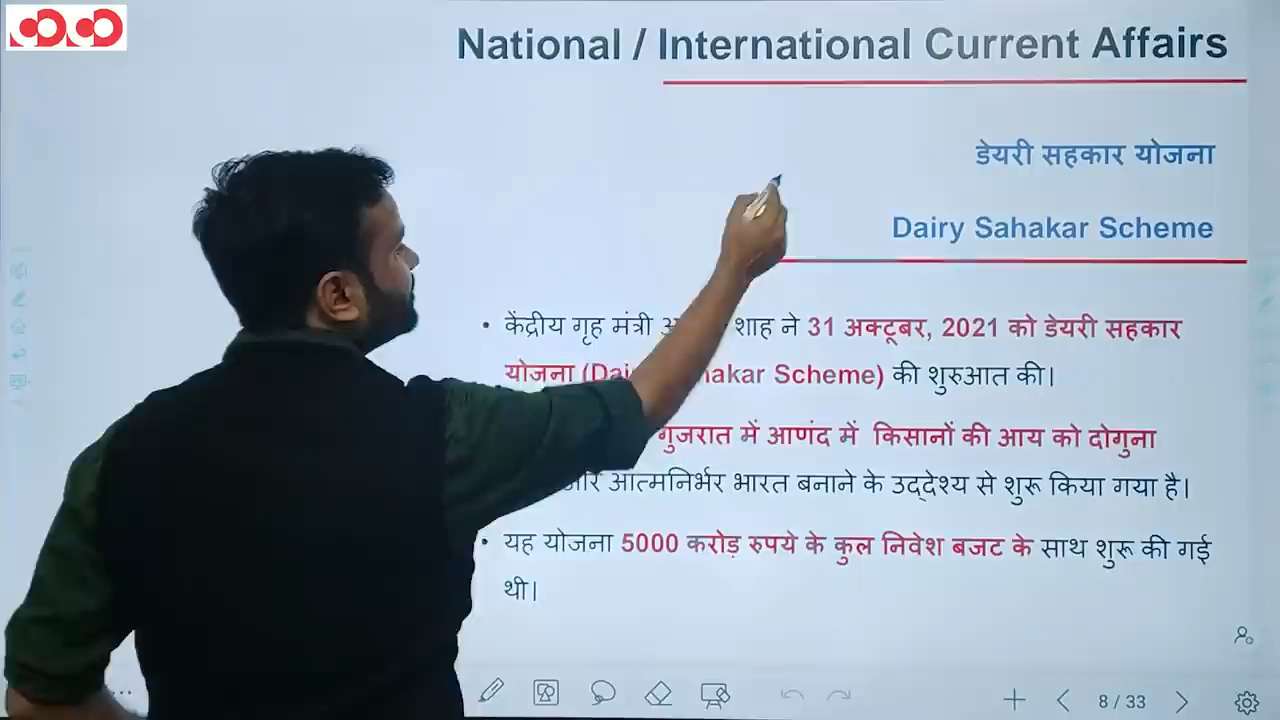 National / International Current Affairs
डेयरी सहकार योजना
Dairy Sahakar Scheme
• केंद्रीय गृह मंत्री शाह ने 31 अक्टूबर, 2021 को डेयरी सहकार
योजना Scheme) की शुरुआत की।
गुजरात में आणंद में किसानों की आय को दोगुना
आत्मनिर्भर भारत बनाने के उद्देश्य से शुरू किया गया है।
• यह योजना 5000 करोड़ रुपये के कुल निवेश बजट के साथ शुरू की गई
थी।
8 / 33